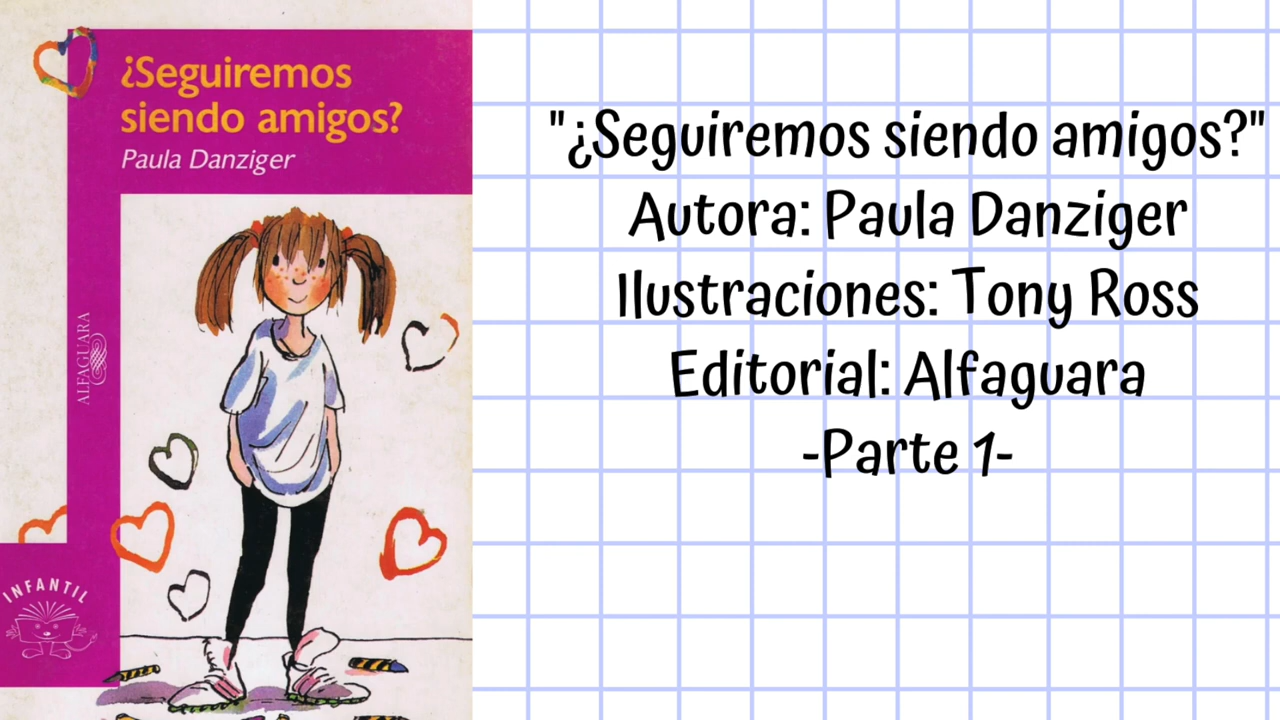 ¿Seguiremos
siendo amigos?
Paula Danziger
ALFAGUARA
INFANTIL
"¿Seguiremos siendo amigos?"
Autora: Paula Danziger
Ilustraciones: Tony Ross
Editorial: Alfaguara
-Parte 1-